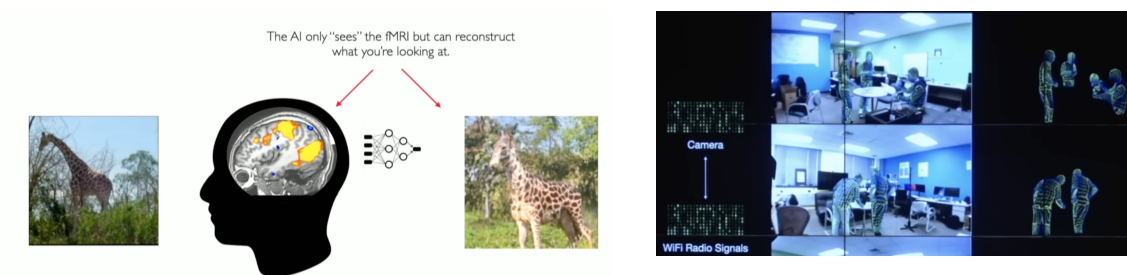 The AI only “sees” the fMRI but can reconstruct
what you're looking at.
Camera
WiFi Radio Signals